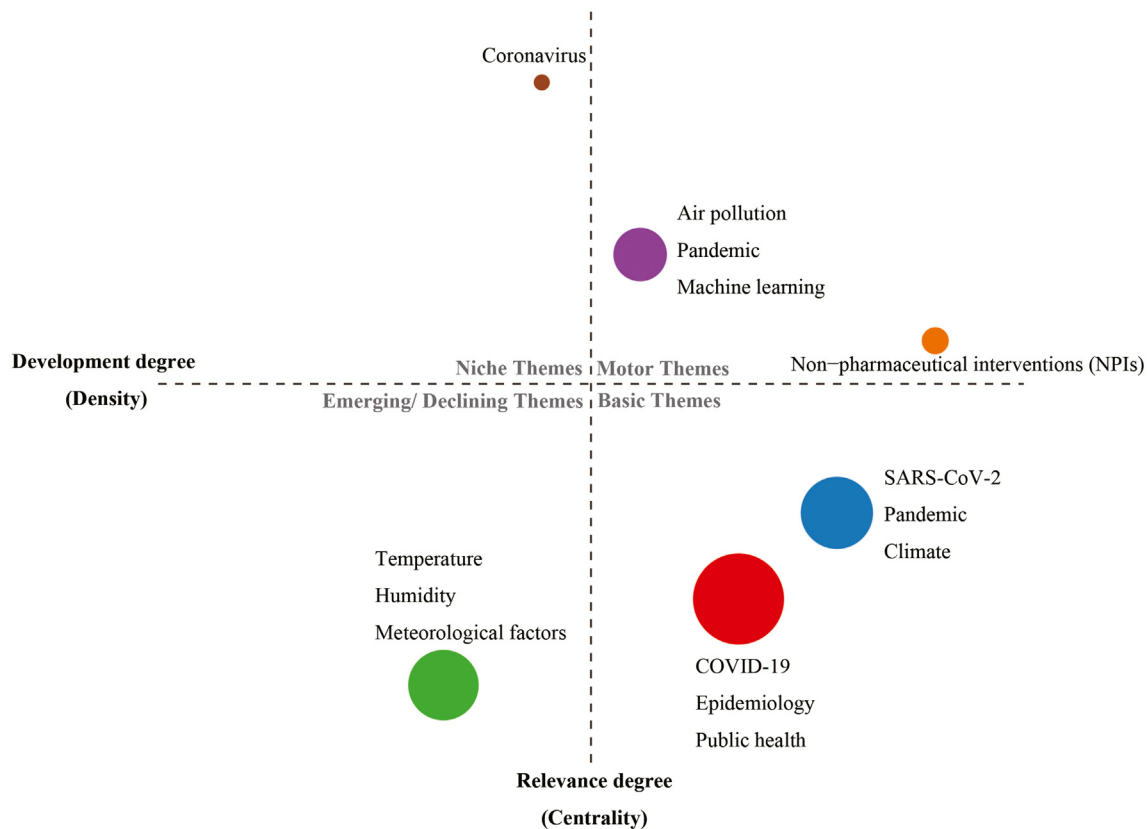 Coronavirus
Air pollution
Pandemic
Machine learning
Development degree
(Density)
Niche Themes
Motor Themes
Non−pharmaceutical interventions (NPIs)
Emerging/ Declining Themes
Basic Themes
SARS-CoV-2
Pandemic
Climate
Temperature
Humidity
Meteorological factors
COVID-19
Epidemiology
Public health
Relevance degree
(Centrality)